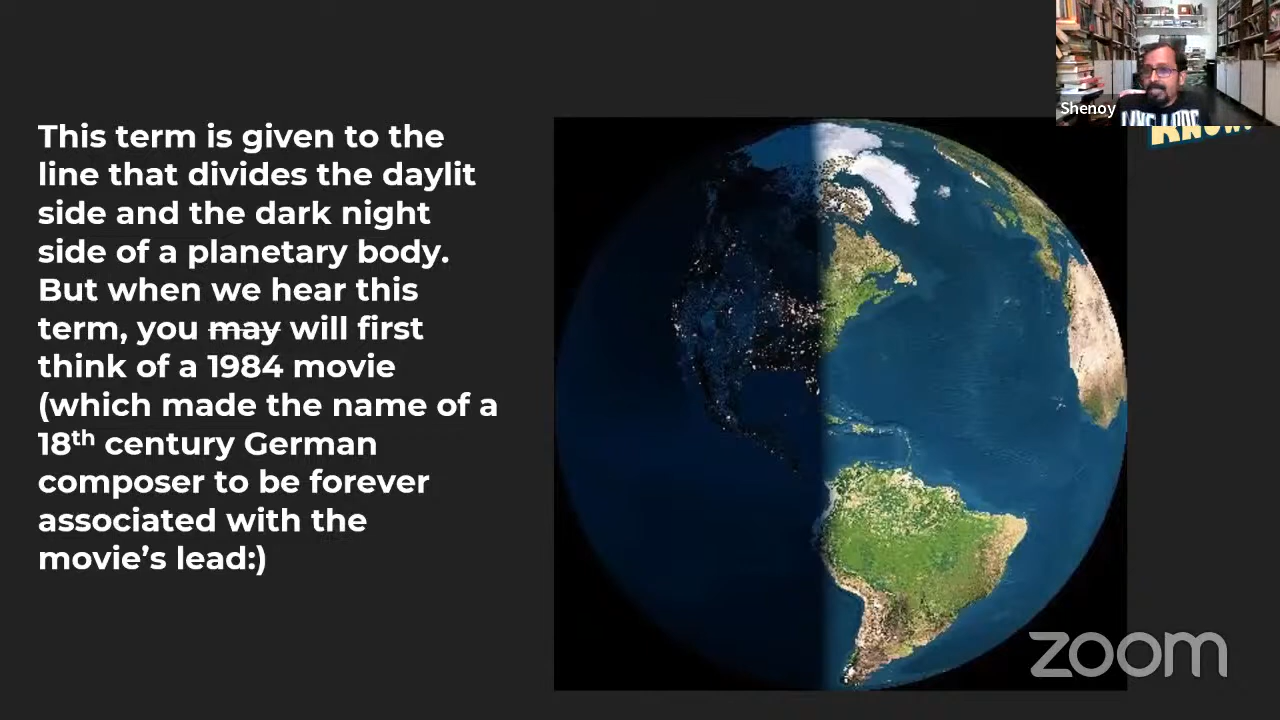 This term is given to the
line that divides the daylit
side and the dark night
side of a planetary body.
But when we hear this
term, you may will first
think of a 1984 movie
(which made the name of a
18th century German
composer to be forever
associated with the
movie’s lead:)
Shenoy
zoom